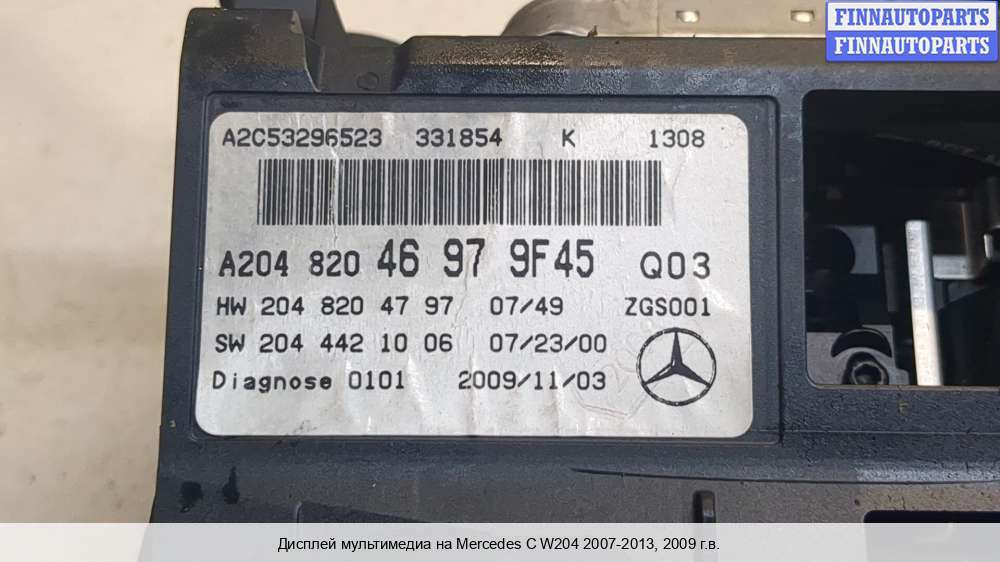 FINNAUTOPARTS
FINNAUTOPARTS
A2C53296523 331854 K 1308
A204 820 46 97 9F45 Q03
HW 204 820 47 97 07/49 ZGS001
SW 204 442 10 06 07/23/00
Diagnose 0101 2009/11/03
Дисплей мультимедиа на Mercedes C W204 2007-2013, 2009 г.в.